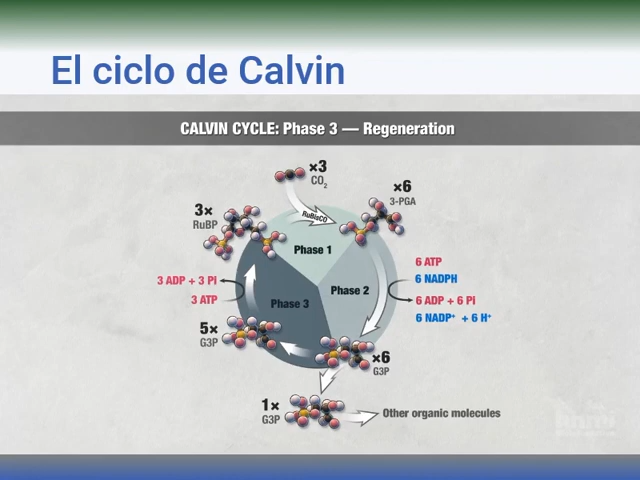 El ciclo de Calvin
CALVIN CYCLE: Phase 3 — Regeneration
×3
CO₂
×6
3-PGA
3×
RuBP
RuBisCO
Phase 1
6 ATP
6 NADPH
3 ADP + 3 Pi
Phase 2
3 ATP
Phase 3
6 ADP + 6 Pi
6 NADP⁺ + 6 H⁺
5×
G3P
×6
G3P
1×
G3P
Other organic molecules